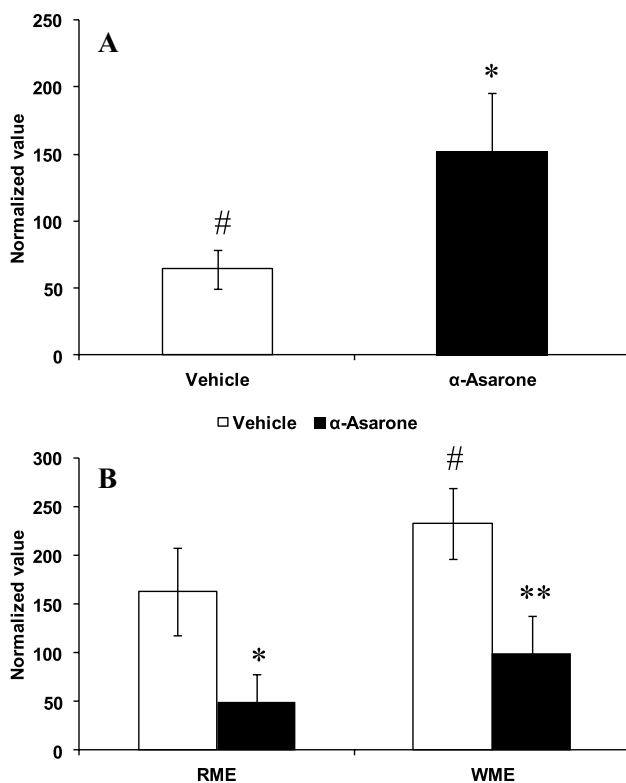 250
A
*
200
150
#
100
50
0
Normalized value
Vehicle α-Asarone
Vehicle α-Asarone
300
B
#
250
200
**
150
*
100
50
0
Normalized value
RME WME